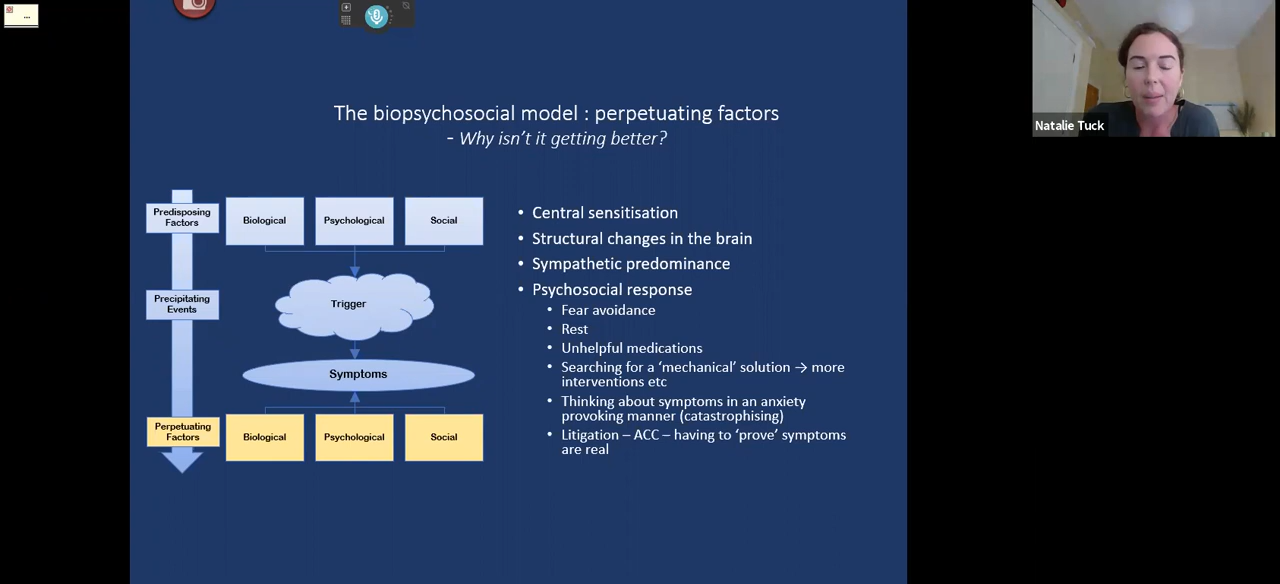 ...
The biopsychosocial model : perpetuating factors
- Why isn't it getting better?
Predisposing
Factors
Biological
Psychological
Social
Precipitating
Events
Trigger
Symptoms
Perpetuating
Factors
Biological
Psychological
Social
• Central sensitisation
• Structural changes in the brain
• Sympathetic predominance
• Psychosocial response
• Fear avoidance
• Rest
• Unhelpful medications
• Searching for a 'mechanical' solution → more
interventions etc
• Thinking about symptoms in an anxiety
provoking manner (catastrophising)
• Litigation – ACC – having to 'prove' symptoms
are real
Natalie Tuck